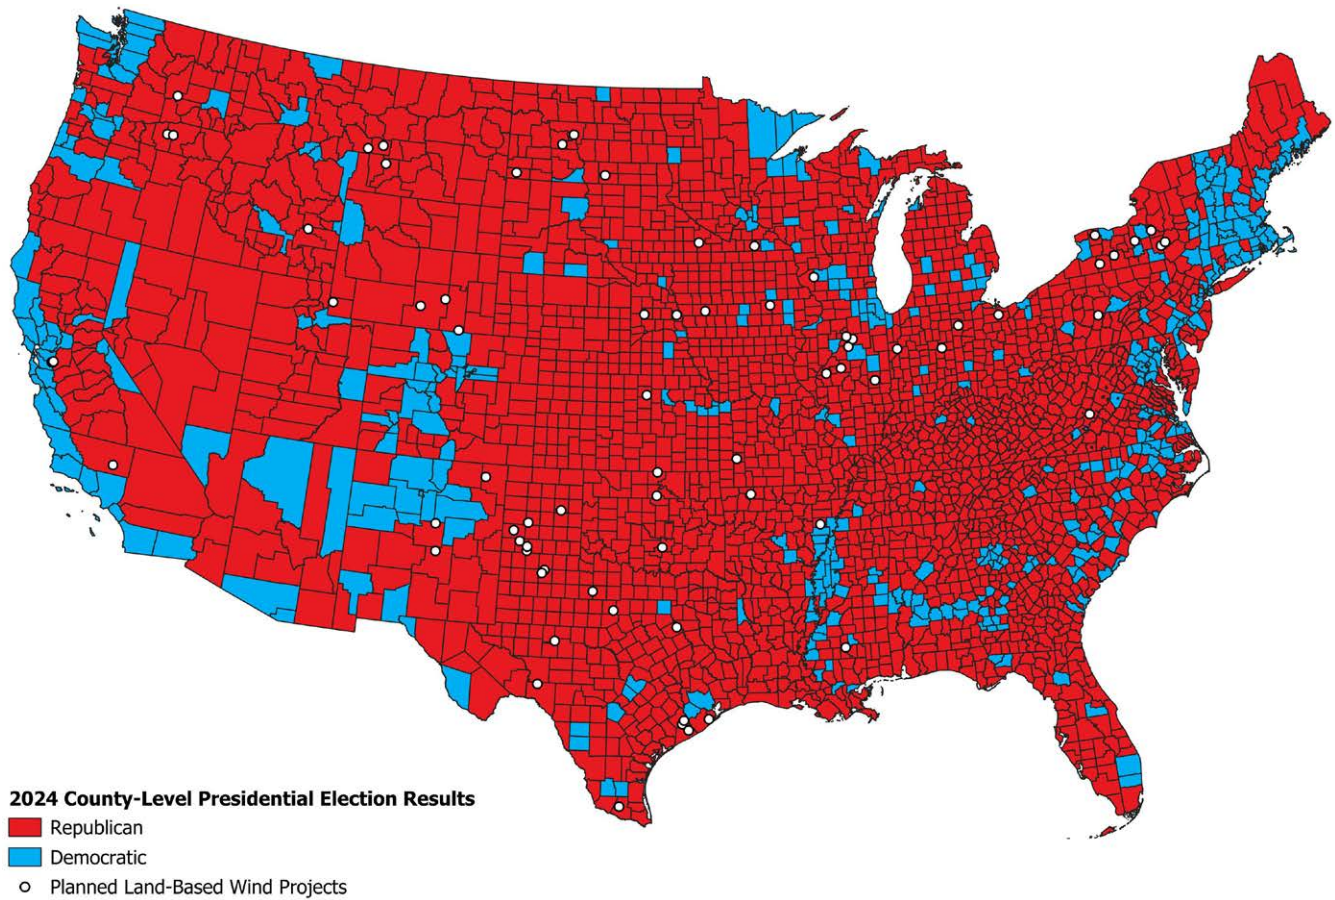 2024 County-Level Presidential Election Results
Republican
Democratic
Planned Land-Based Wind Projects